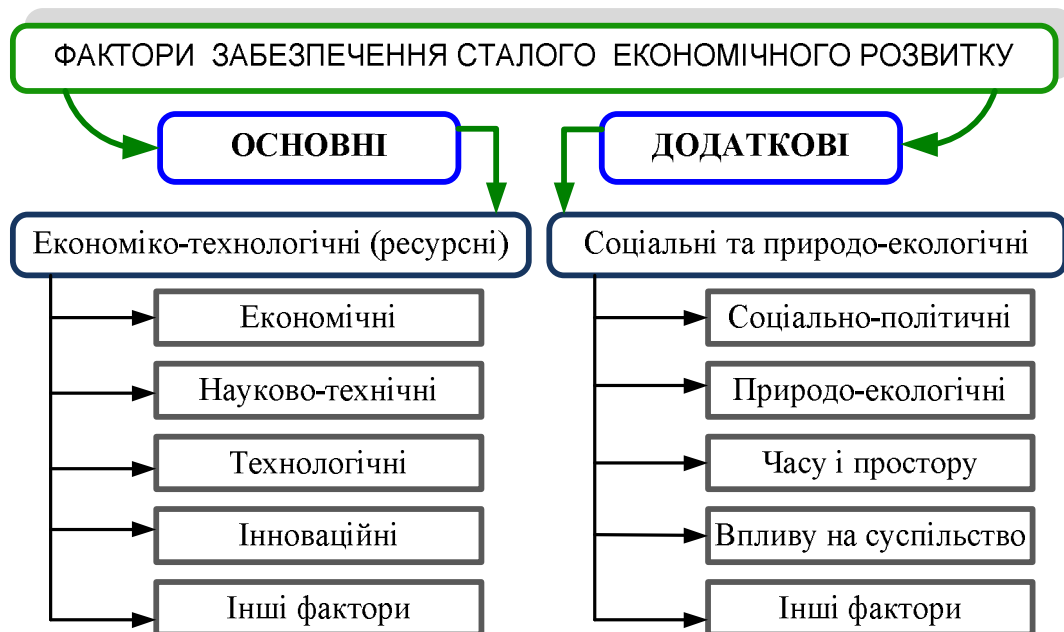 ФАКТОРИ ЗАБЕЗПЕЧЕННЯ СТАЛОГО ЕКОНОМІЧНОГО РОЗВИТКУ
ОСНОВНІ
ДОДАТКОВІ
Економіко-технологічні (ресурсні)
Соціальні та природо-екологічні
Економічні
Соціально-політичні
Науково-технічні
Природо-екологічні
Технологічні
Часу і простору
Інноваційні
Впливу на суспільство
Інші фактори
Інші фактори